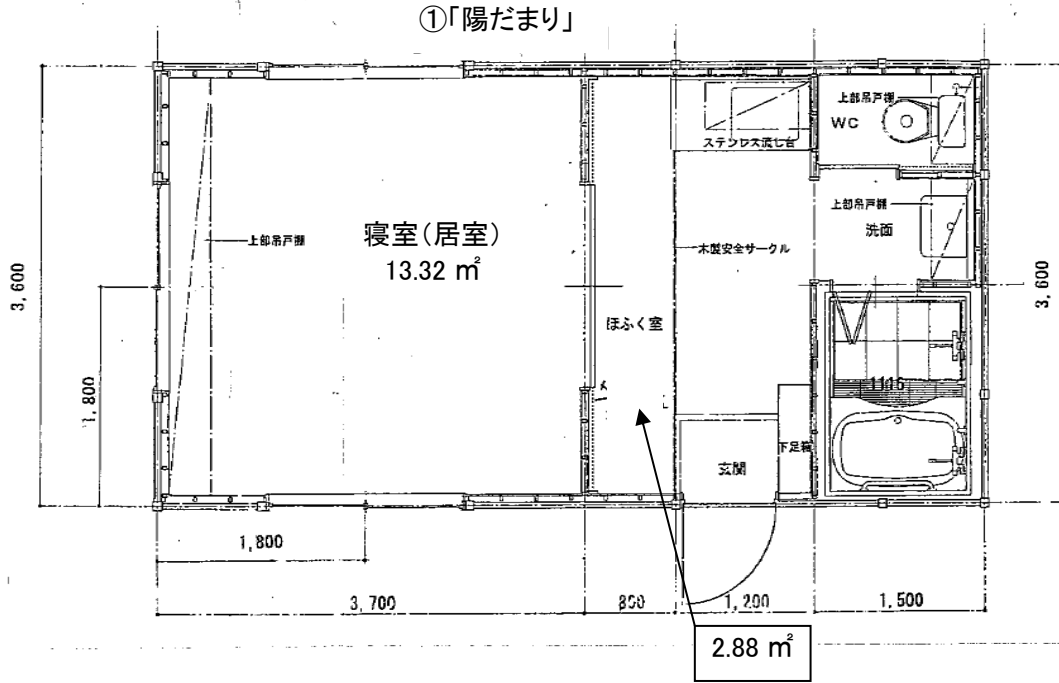 ①「陽だまり」
上部吊戸棚
WC
ステンレス流し台
上部吊戸棚
洗面
上部吊戸棚
寝室(居室)
13.32 ㎡
木製安全サークル
3,600
3,600
ほふく室
1,800
1116
下足箱
玄関
1,800
3,700
800
1,200
1,500
2.88 ㎡